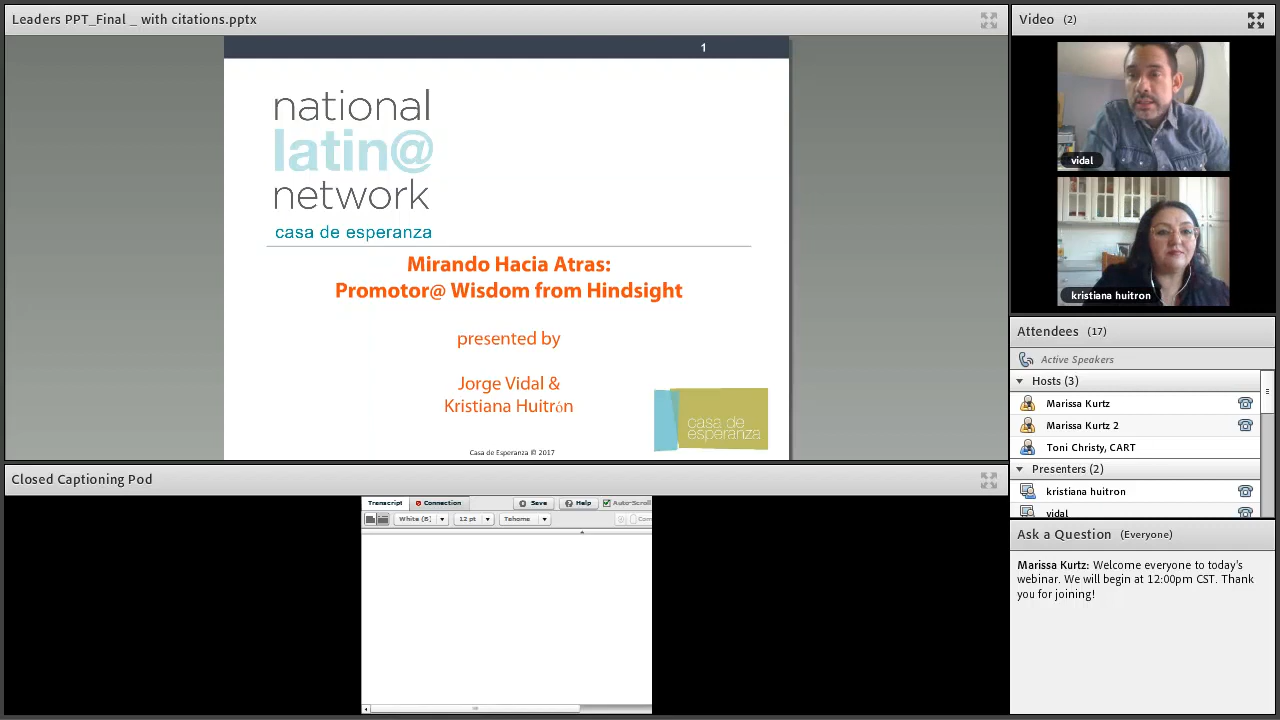 Leaders PPT_Final _ with citations.pptx
1
national
latin@
network
casa de esperanza
Mirando Hacia Atras:
Promotor@ Wisdom from Hindsight
presented by
Jorge Vidal &
Kristiana Huitrón
casa de
esperanza
Casa de Esperanza © 2017
Closed Captioning Pod
Transcript Connection Save Help Auto-Scroll
White (B) 12 pt Tahoma
Video (2)
vidal
kristiana huitron
Attendees (17)
Active Speakers
Hosts (3)
Marissa Kurtz
Marissa Kurtz 2
Toni Christy, CART
Presenters (2)
kristiana huitron
vidal
Ask a Question (Everyone)
Marissa Kurtz: Welcome everyone to today's
webinar. We will begin at 12:00pm CST. Thank
you for joining!